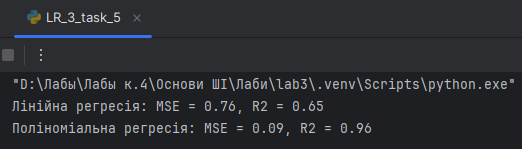 LR_3_task_5
"D:\Лабы\Лабы к.4\Основи ШІ\Лаби\lab3\.venv\Scripts\python.exe"
Лінійна регресія: MSE = 0.76, R2 = 0.65
Поліноміальна регресія: MSE = 0.09, R2 = 0.96